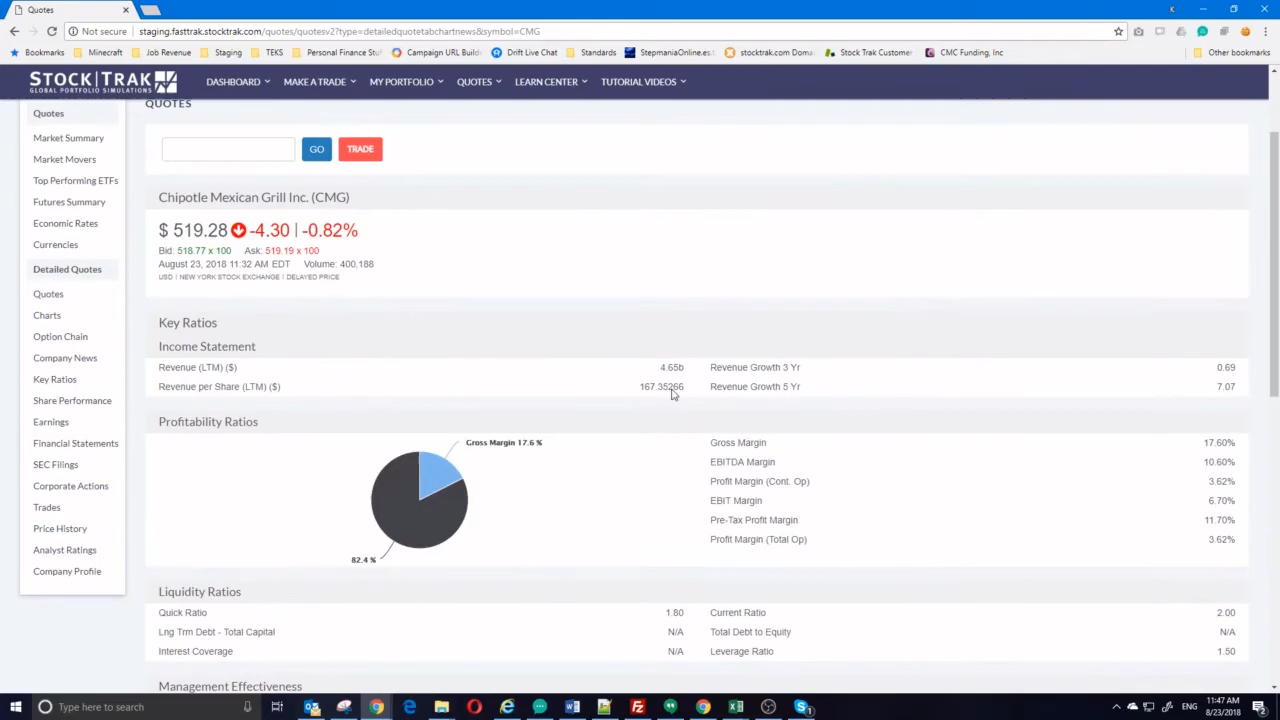 Quotes
Not secure | staging.fasttrak.stocktrak.com/quotes/quotesv2?type=detailedquotetabchartnews&symbol=CMG
Bookmarks Minecraft Job Revenue Staging TEKS Personal Finance Stuf Campaign URL Builde Drift Live Chat Standards StepmaniaOnline.es.t stocktrak.com Doma Stock Trak Customer CMC Funding, Inc Other bookmarks
STOCK|TRAK
GLOBAL PORTFOLIO SIMULATIONS
DASHBOARD MAKE A TRADE MY PORTFOLIO QUOTES LEARN CENTER TUTORIAL VIDEOS
Quotes
Market Summary
Market Movers
Top Performing ETFs
Futures Summary
Economic Rates
Currencies
Detailed Quotes
Quotes
Charts
Option Chain
Company News
Key Ratios
Share Performance
Earnings
Financial Statements
SEC Filings
Corporate Actions
Trades
Price History
Analyst Ratings
Company Profile
QUOTES
GO TRADE
Chipotle Mexican Grill Inc. (CMG)
$ 519.28 -4.30 | -0.82%
Bid: 518.77 x 100 Ask: 519.19 x 100
August 23, 2018 11:32 AM EDT Volume: 400,188
USD | NEW YORK STOCK EXCHANGE | DELAYED PRICE
Key Ratios
Income Statement
Revenue (LTM) ($) 4.65b Revenue Growth 3 Yr 0.69
Revenue per Share (LTM) ($) 167.35266 Revenue Growth 5 Yr 7.07
Profitability Ratios
Gross Margin 17.6 %
82.4 %
Gross Margin 17.60%
EBITDA Margin 10.60%
Profit Margin (Cont. Op) 3.62%
EBIT Margin 6.70%
Pre-Tax Profit Margin 11.70%
Profit Margin (Total Op) 3.62%
Liquidity Ratios
Quick Ratio 1.80 Current Ratio 2.00
Lng Trm Debt - Total Capital N/A Total Debt to Equity N/A
Interest Coverage N/A Leverage Ratio 1.50
Management Effectiveness
Type here to search
ENG
11:47 AM
8/23/2018